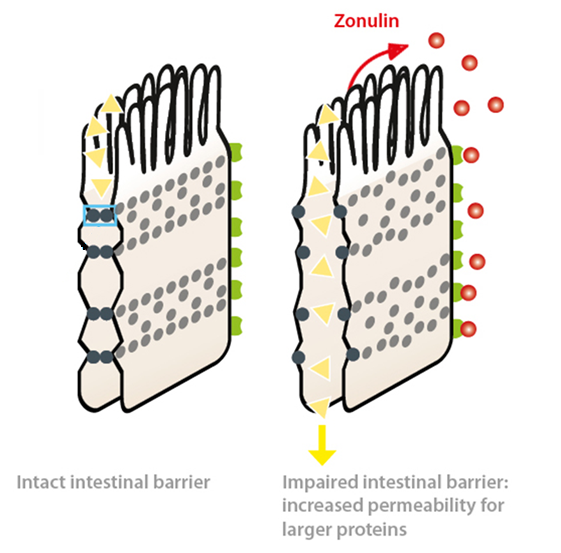 Zonulin
Intact intestinal barrier
Impaired intestinal barrier:
increased permeability for
larger proteins